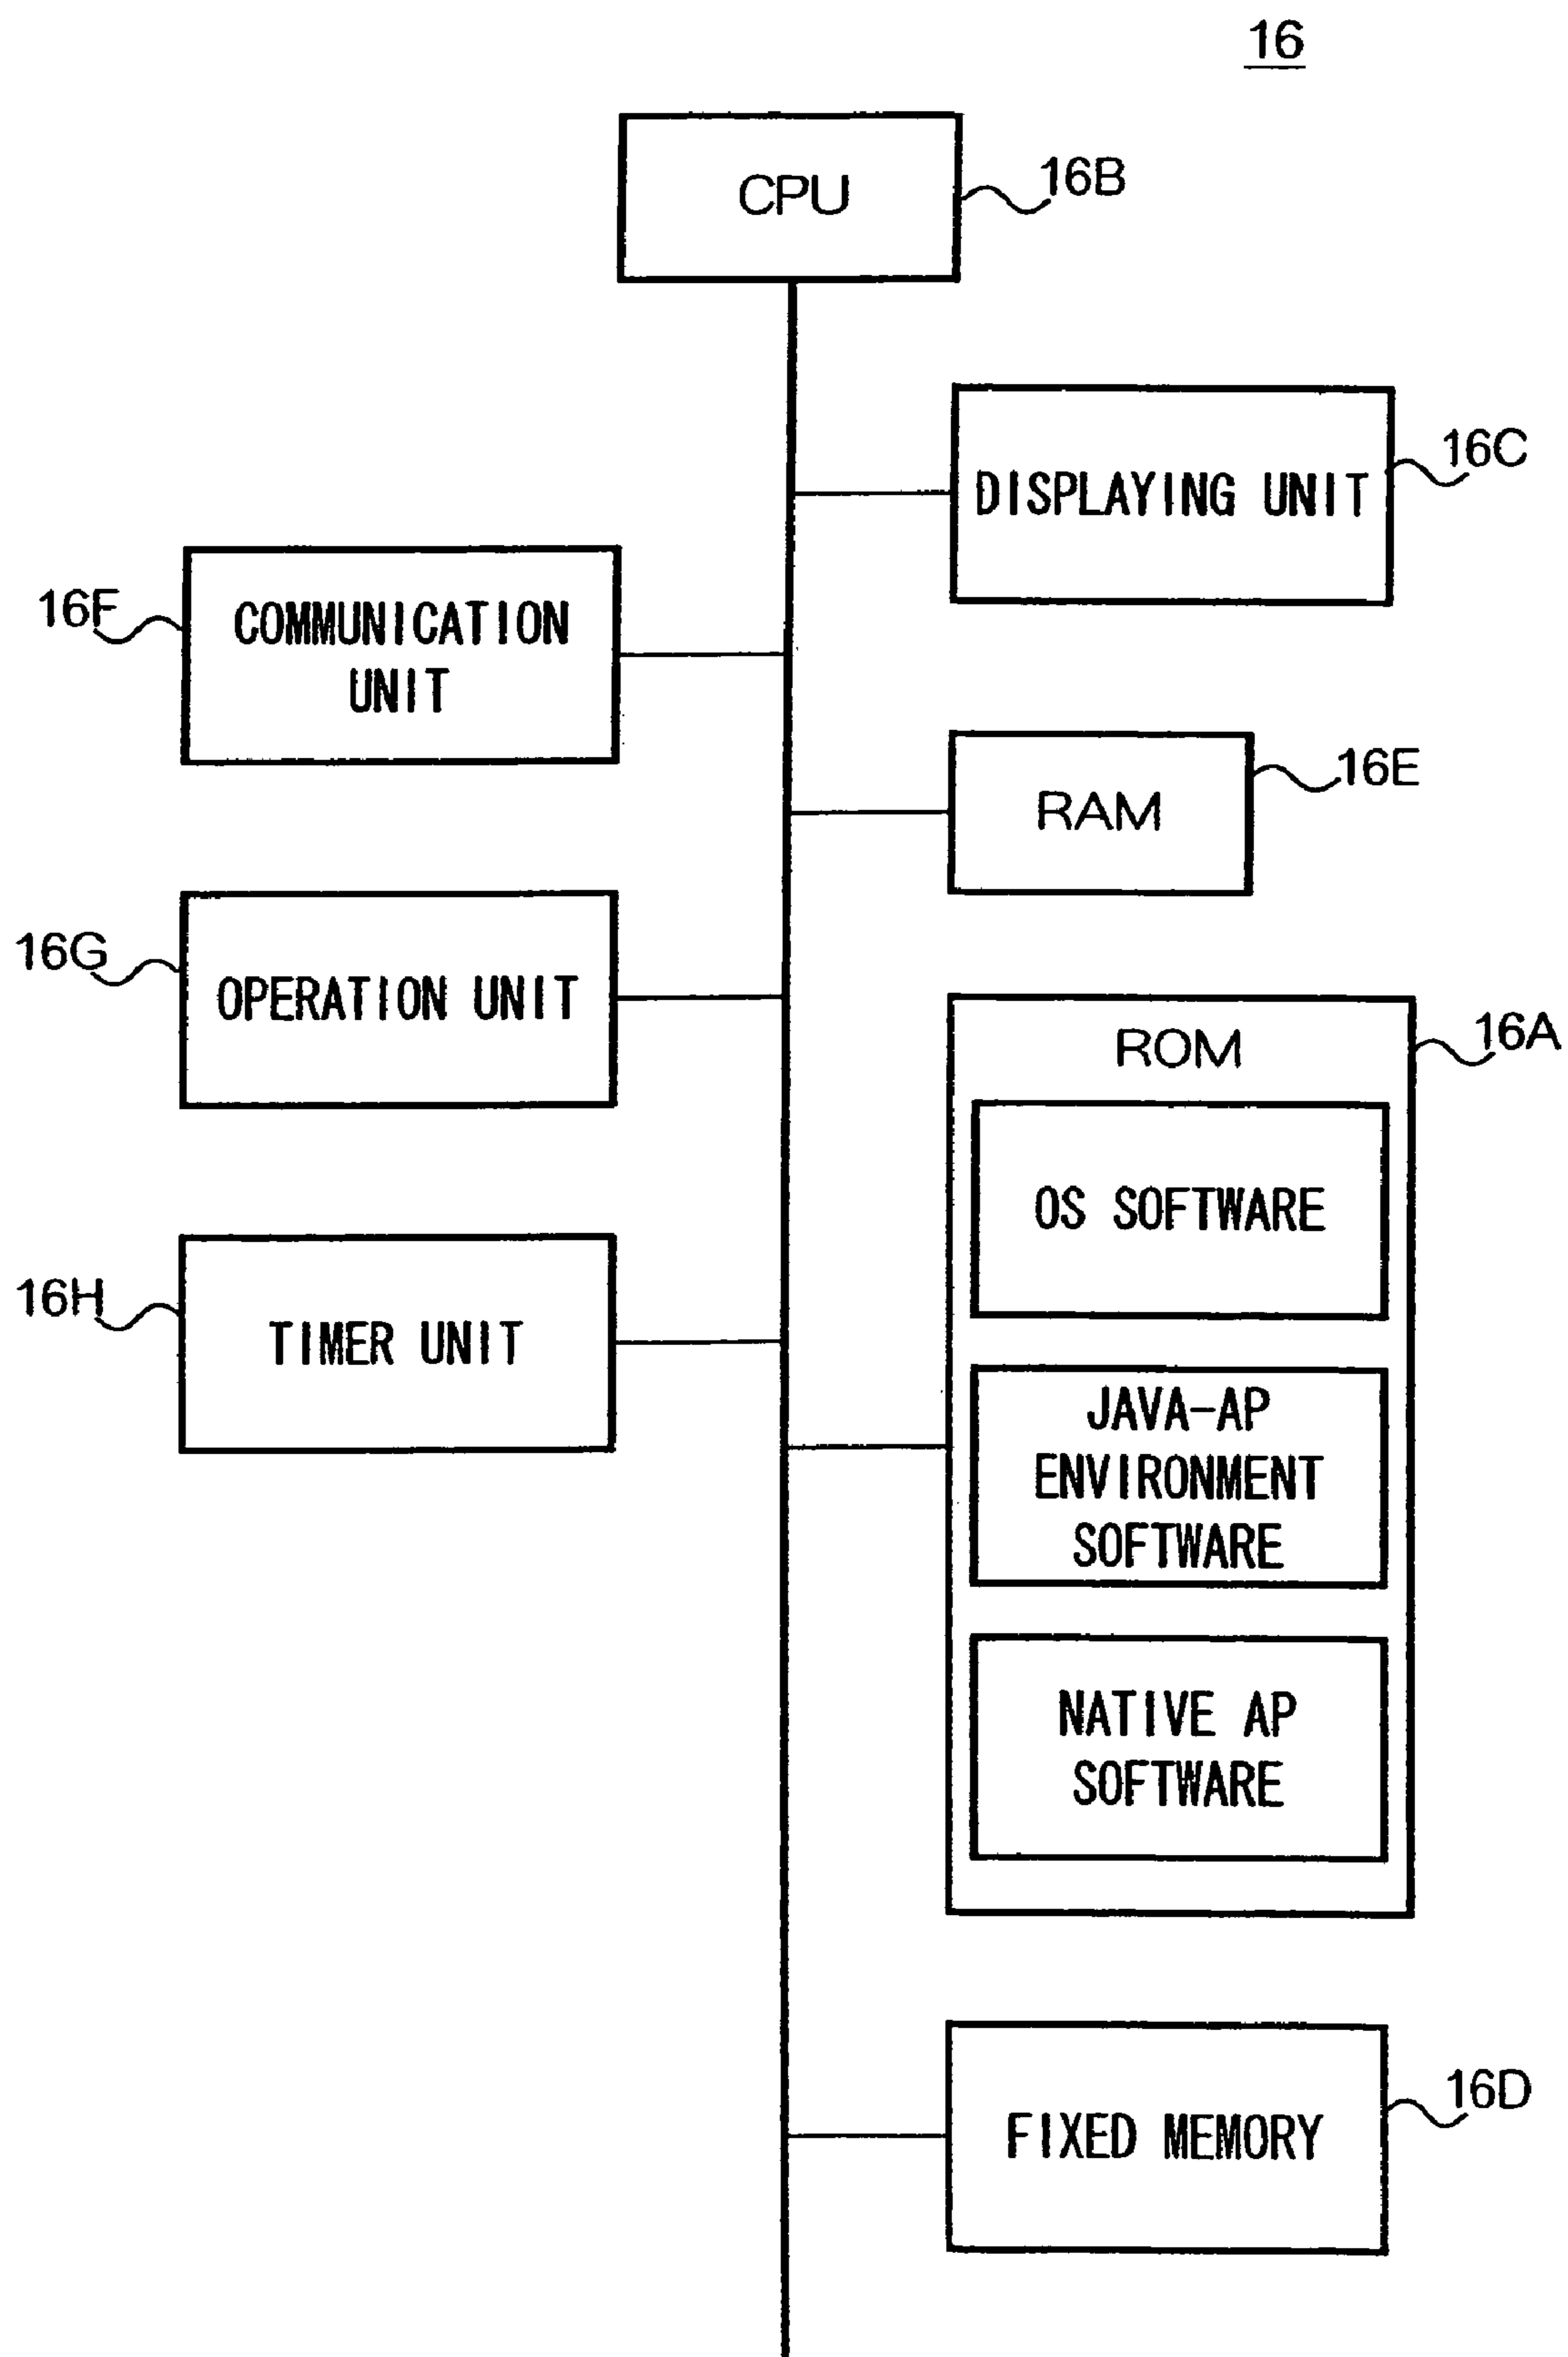 16
CPU
16B
DISPLAYING UNIT
16C
16F
COMMUNICATION
UNIT
RAM
16E
16G
OPERATION UNIT
ROM
16A
OS SOFTWARE
16H
TIMER UNIT
JAVA-AP
ENVIRONMENT
SOFTWARE
NATIVE AP
SOFTWARE
FIXED MEMORY
16D